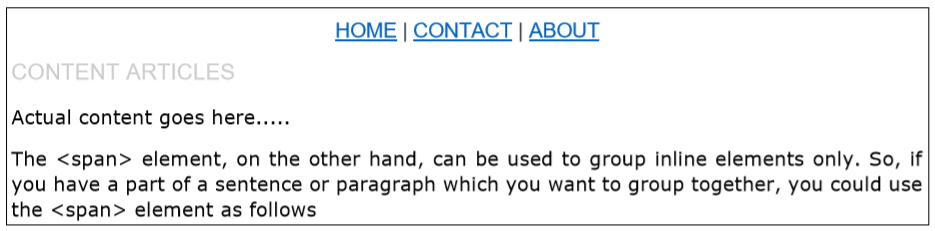 HOME | CONTACT | ABOUT
CONTENT ARTICLES
Actual content goes here.....
The <span> element, on the other hand, can be used to group inline elements only. So, if
you have a part of a sentence or paragraph which you want to group together, you could use
the <span> element as follows